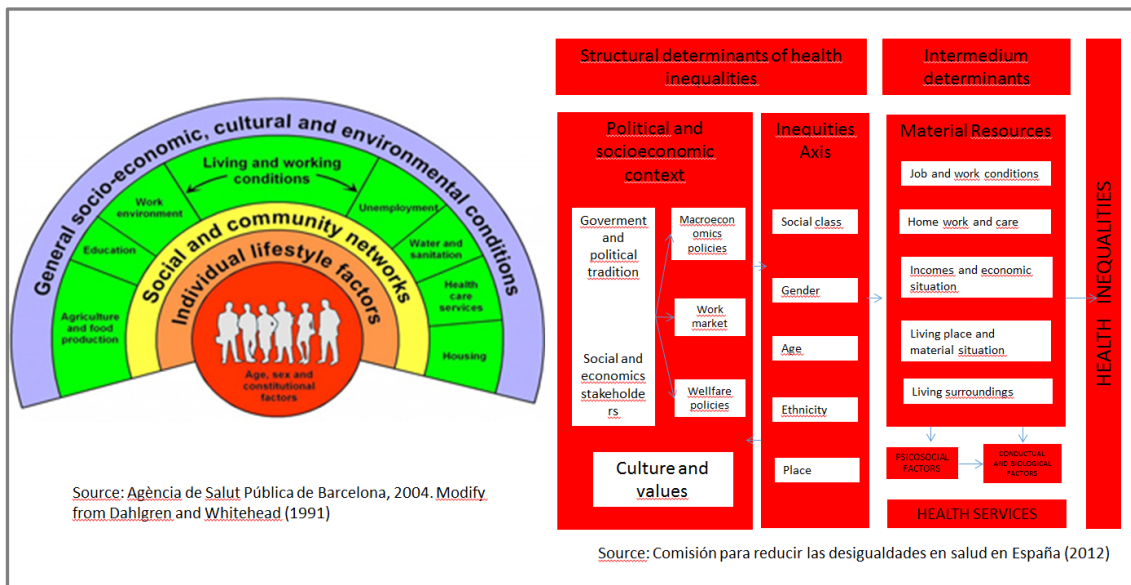 General socio-economic, cultural and environmental conditions
Living and working
conditions
Work
environment
Unemployment
Education
Water and
sanitation
Agriculture
and food
production
Health
care
services
Housing
Social and community networks
Individual lifestyle factors
Age, sex and
constitutional
factors
Source: Agència de Salut Pública de Barcelona, 2004. Modify
from Dahlgren and Whitehead (1991)
Structural determinants of health
inequalities
Intermedium
determinants
Political and
socioeconomic
context
Goverment
and
political
tradition
Social and
economics
stakehold
rs
Macroecon
omics
policies
Work
market
Wellfare
policies
Culture and
values
Inequities
Axis
Social class
Gender
Age
Ethnicity
Place
Material Resources
Job and work conditions
Home work and care
Incomes and economic
situation
Living place and
material situation
Living surroundings
PSICOSOCIAL
FACTORS
CONDUCTUAL
AND BIOLOGICAL
FACTORS
HEALTH SERVICES
HEALTH INEQUALITIES
Source: Comisión para reducir las desigualdades en salud en España (2012)